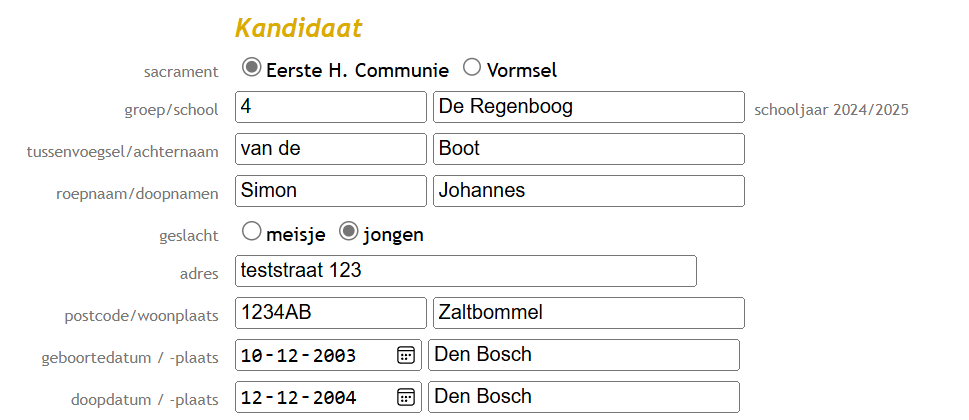 Kandidaat
sacrament Eerste H. Communie Vormsel
groep/school 4 De Regenboog schooljaar 2024/2025
tussenvoegsel/achternaam van de Boot
roepnaam/doopnamen Simon Johannes
geslacht meisje jongen
adres teststraat 123
postcode/woonplaats 1234AB Zaltbommel
geboortedatum / -plaats 10-12-2003 Den Bosch
doopdatum / -plaats 12-12-2004 Den Bosch